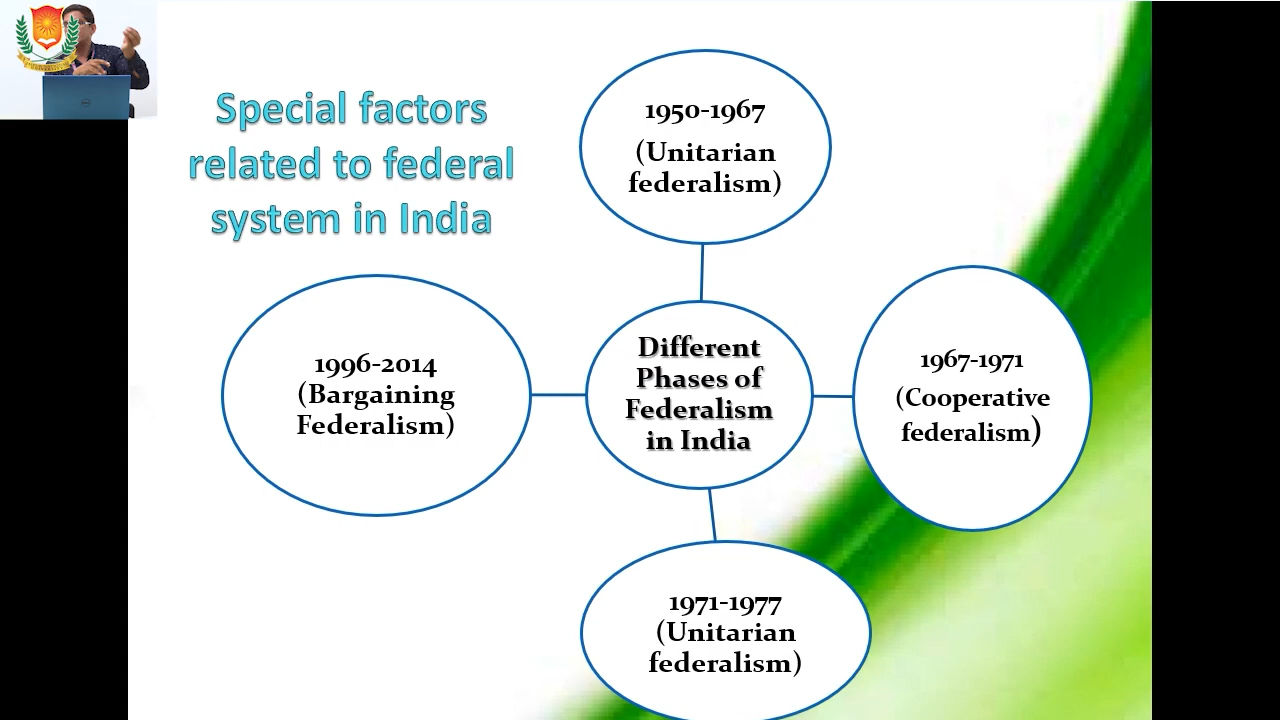 Special factors
related to federal
system in India
1950-1967
(Unitarian
federalism)
1996-2014
(Bargaining
Federalism)
Different
Phases of
Federalism
in India
1967-1971
(Cooperative
federalism)
1971-1977
(Unitarian
federalism)